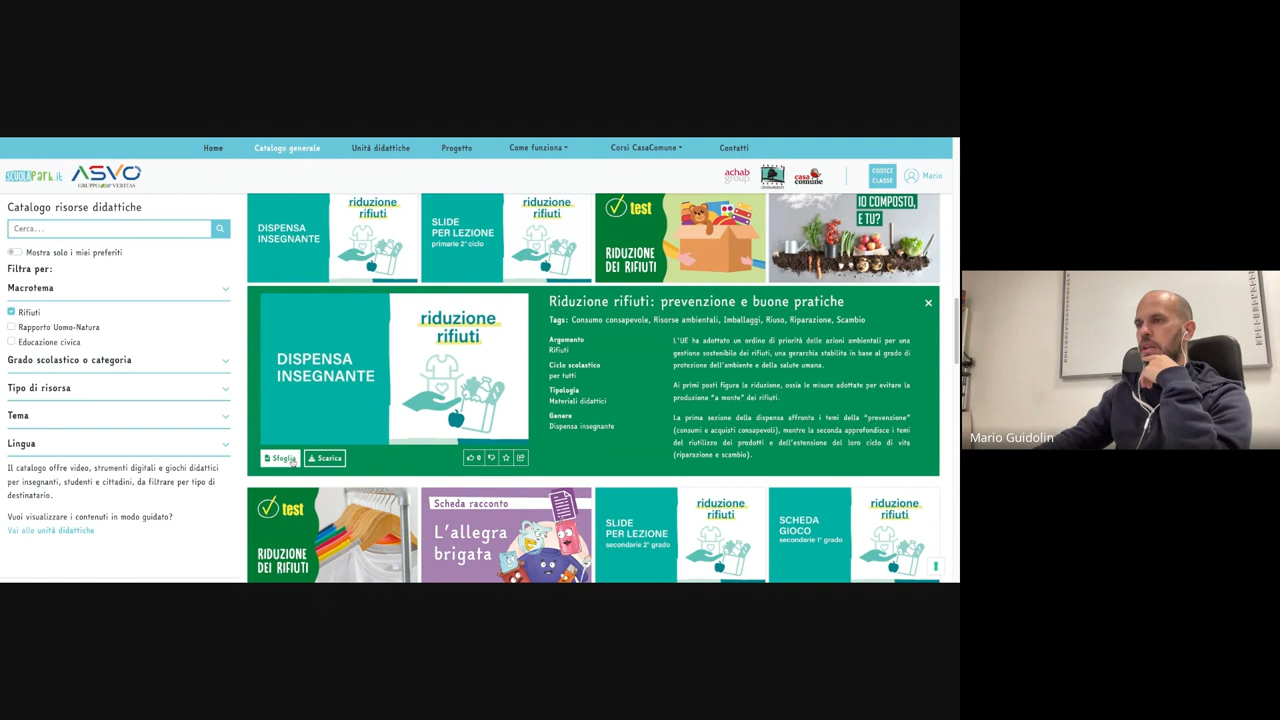 Home
Catalogo generale
Unità didattiche
Progetto
Come funziona
Corsi CasaComune
Contatti
SCUOLAPark.it
ASVO
GRUPPO VERITAS
achab
group
casa
comune
CODICI
CLASSE
Mario
Catalogo risorse didattiche
Cerca...
Mostra solo i miei preferiti
Filtra per:
Macrotema
Rifiuti
Rapporto Uomo-Natura
Educazione civica
Grado scolastico o categoria
Tipo di risorsa
Tema
Lingua
Il catalogo offre video, strumenti digitali e giochi didattici
per insegnanti, studenti e cittadini, da filtrare per tipo di
destinatario.
Vuoi visualizzare i contenuti in modo guidato?
Vai alle unità didattiche
DISPENSA
INSEGNANTE
riduzione
rifiuti
SLIDE
PER LEZIONE
primarie 2° ciclo
riduzione
rifiuti
test
RIDUZIONE
DEI RIFIUTI
IO COMPOSTO,
E TU?
DISPENSA
INSEGNANTE
riduzione
rifiuti
Sfoglia
Scarica
0
Riduzione rifiuti: prevenzione e buone pratiche
Tags: Consumo consapevole, Risorse ambientali, Imballaggi, Riuso, Riparazione, Scambio
Argomento
Rifiuti
Ciclo scolastico
per tutti
Tipologia
Materiali didattici
Genere
Dispensa insegnante
L'UE ha adottato un ordine di priorità delle azioni ambientali per una
gestione sostenibile dei rifiuti, una gerarchia stabilita in base al grado di
protezione dell'ambiente e della salute umana.
Ai primi posti figura la riduzione, ossia le misure adottate per evitare la
produzione "a monte" dei rifiuti.
La prima sezione della dispensa affronta i temi della "prevenzione"
(consumi e acquisti consapevoli), mentre la seconda approfondisce i temi
del riutilizzo dei prodotti e dell'estensione del loro ciclo di vita
(riparazione e scambio).
test
RIDUZIONE
DEI RIFIUTI
Scheda racconto
L'allegra
brigata
SLIDE
PER LEZIONE
secondarie 2° grado
riduzione
rifiuti
SCHEDA
GIOCO
secondarie 1° grado
riduzione
rifiuti
Mario Guidolin